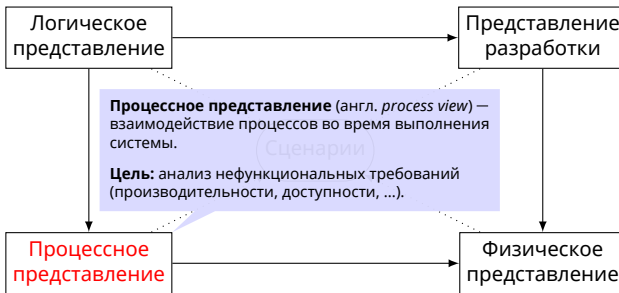 Логическое
представление
Представление
разработки
Процессное представление (англ. process view) —
взаимодействие процессов во время выполнения
системы.
Сценарии
Цель: анализ нефункциональных требований
(производительности, доступности, ...).
Процессное
представление
Физическое
представление